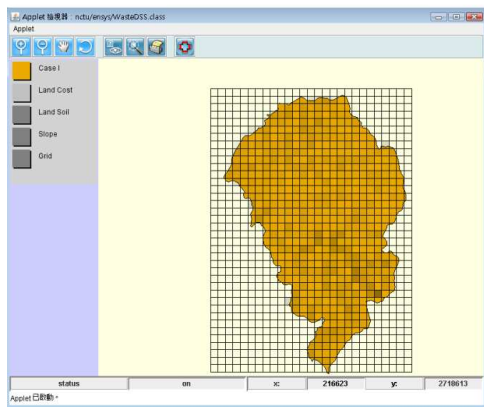 Applet 檢視器 : nctu/ensys/WasteDSS.class
Applet
Case I
Land Cost
Land Soil
Slope
Grid
status on x: 216623 y: 2718613
Applet 已啟動。